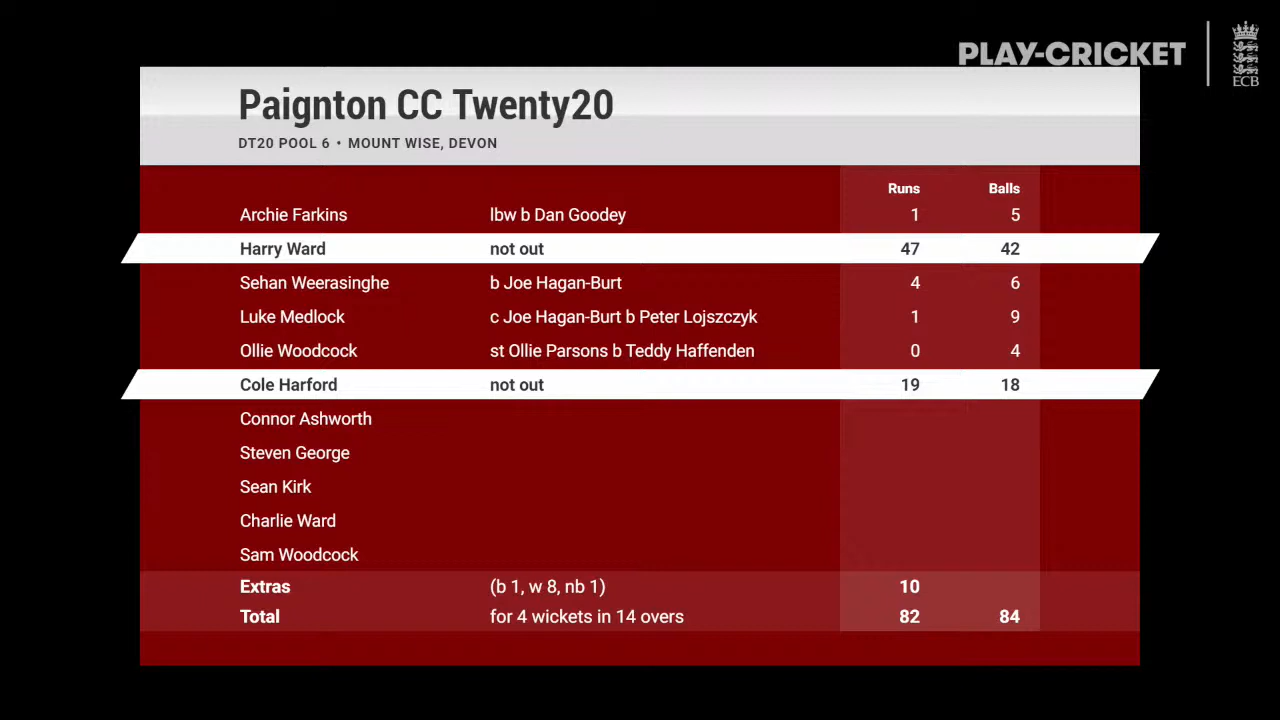 PLAY-CRICKET
ECB
Paignton CC Twenty20
DT20 POOL 6 • MOUNT WISE, DEVON
Runs Balls
Archie Farkins lbw b Dan Goodey 1 5
Harry Ward not out 47 42
Sehan Weerasinghe b Joe Hagan-Burt 4 6
Luke Medlock c Joe Hagan-Burt b Peter Lojszczyk 1 9
Ollie Woodcock st Ollie Parsons b Teddy Haffenden 0 4
Cole Harford not out 19 18
Connor Ashworth
Steven George
Sean Kirk
Charlie Ward
Sam Woodcock
Extras (b 1, w 8, nb 1) 10
Total for 4 wickets in 14 overs 82 84